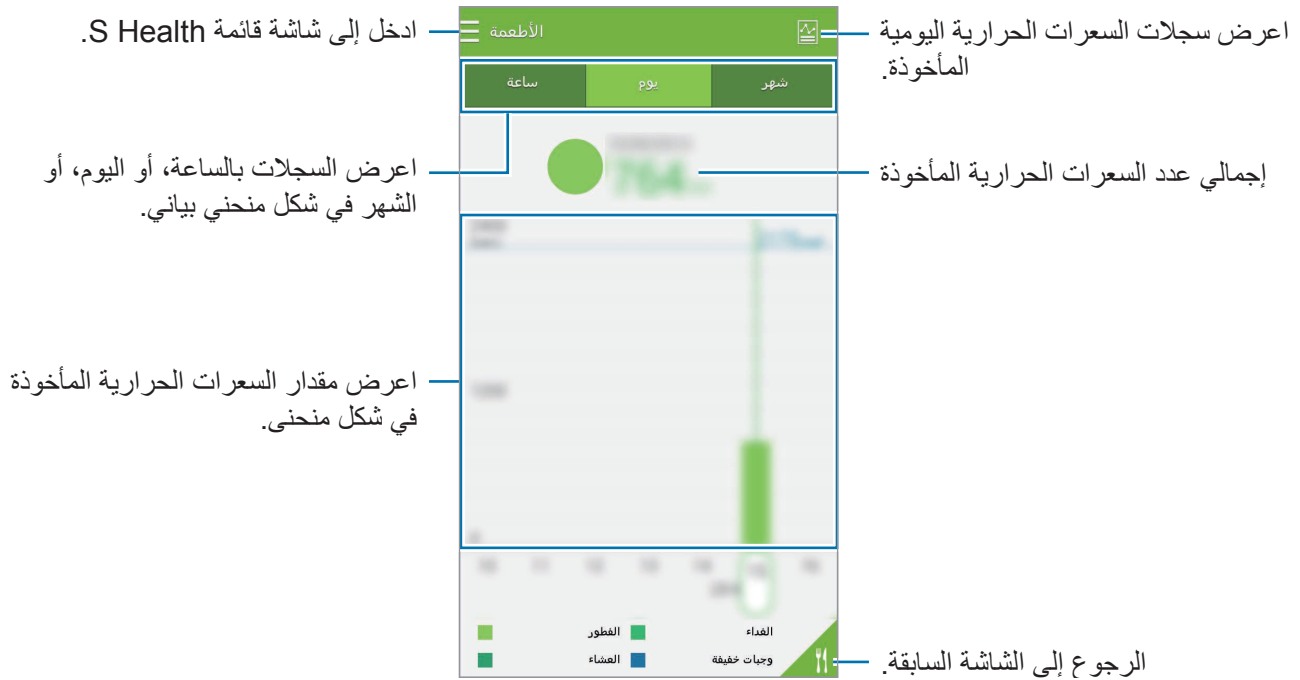 اعرض سجلات السعرات الحرارية اليومية
المأخوذة.
ادخل إلى شاشة قائمة S Health.
الأطعمة
ساعة
يوم
شهر
إجمالي عدد السعرات الحرارية المأخوذة
764
اعرض السجلات بالساعة، أو اليوم، أو
الشهر في شكل منحني بياني.
اعرض مقدار السعرات الحرارية المأخوذة
في شكل منحنى.
الفطور
الغداء
العشاء
وجبات خفيفة
الرجوع إلى الشاشة السابقة.